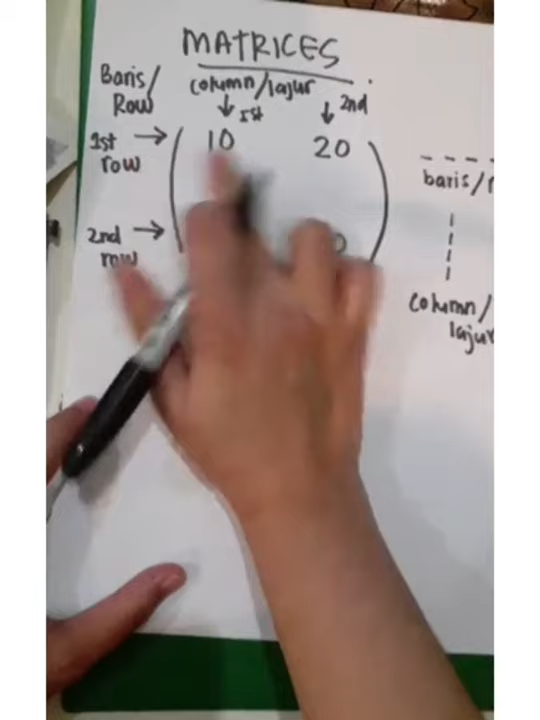 MATRICES
Baris/
Row
column/lajur
1st
2nd
1st
row
10 20
2nd
row
baris/
column/
lajur